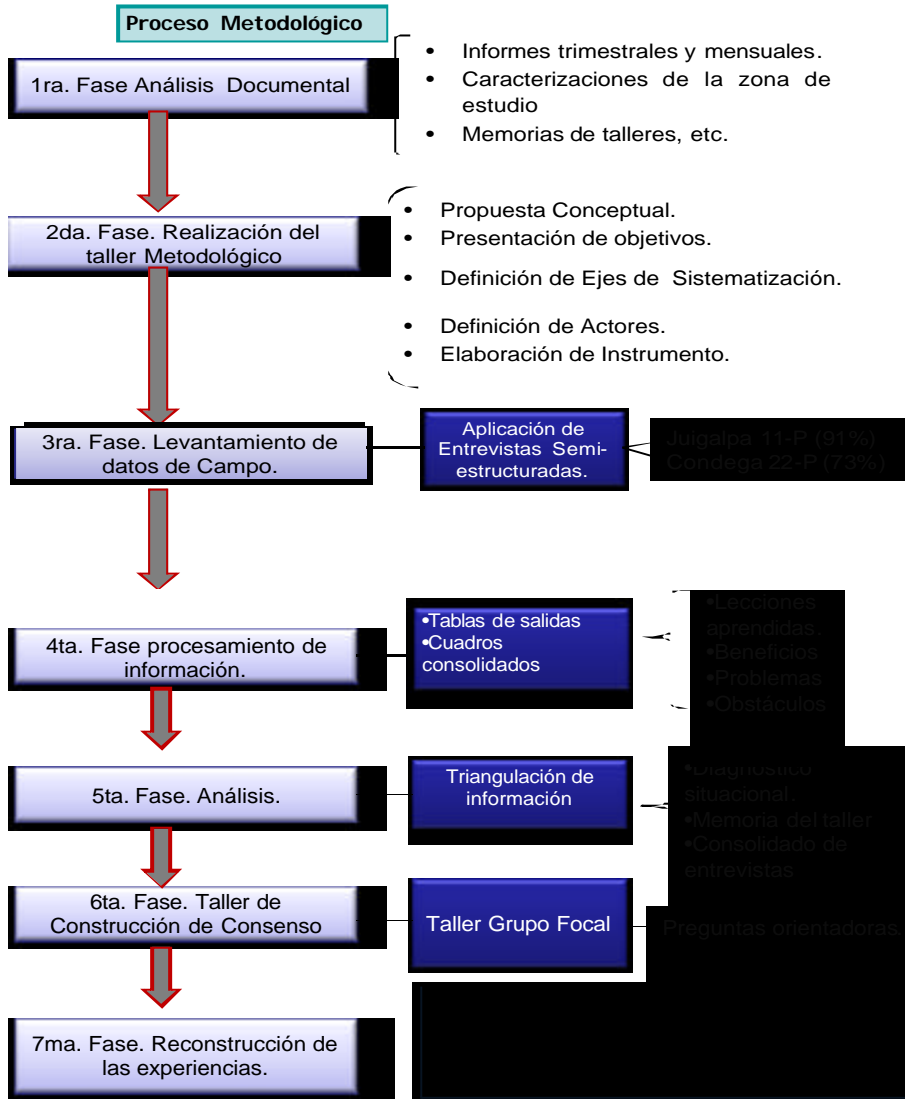 Proceso Metodológico
1ra. Fase Análisis Documental
• Informes trimestrales y mensuales.
• Caracterizaciones de la zona de
estudio
• Memorias de talleres, etc.
2da. Fase. Realización del
taller Metodológico
• Propuesta Conceptual.
• Presentación de objetivos.
• Definición de Ejes de Sistematización.
• Definición de Actores.
• Elaboración de Instrumento.
3ra. Fase. Levantamiento de
datos de Campo.
Aplicación de
Entrevistas Semi-
estructuradas.
Juigalpa 11-P (91%)
Condega 22-P (73%)
4ta. Fase procesamiento de
información.
•Tablas de salidas
•Cuadros
consolidados
•Lecciones
aprendidas.
•Beneficios
•Problemas
•Obstáculos
5ta. Fase. Análisis.
Triangulación de
información
•Diagnostico
situacional.
•Memoria del taller
•Consolidado de
entrevistas
6ta. Fase. Taller de
Construcción de Consenso
Taller Grupo Focal
Preguntas orientadoras.
7ma. Fase. Reconstrucción de
las experiencias.